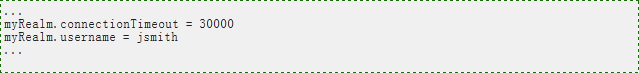 ...
myRealm.connectionTimeout = 30000
myRealm.username = jsmith
...